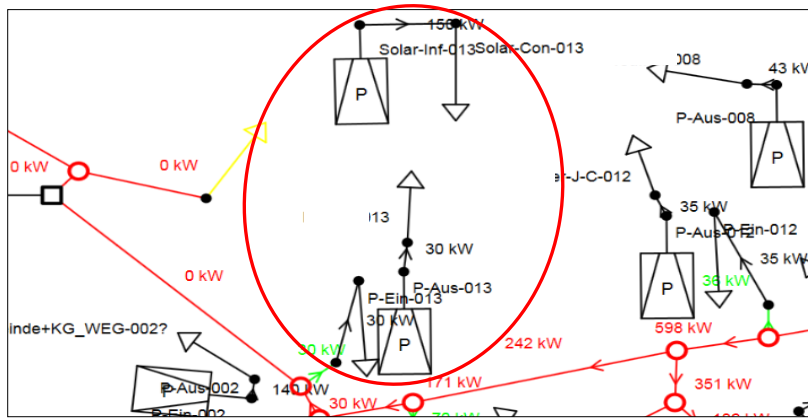 150 kW
Solar-Inf-013
Solar-Con-013
008
43 kW
P
P-Aus-008
P
0 kW
0 kW
er-J-C-012
35 kW
013
P-Aus-012
P-Ein-012
30 kW
35 kW
0 kW
P-Aus-013
36 kW
P-Ein-013
P
30 kW
inde+KG_WEG-002?
598 kW
30 kW
242 kW
P
351 kW
P-Aus-002
140 kW
171 kW
P
30 kW
P-Ein-002